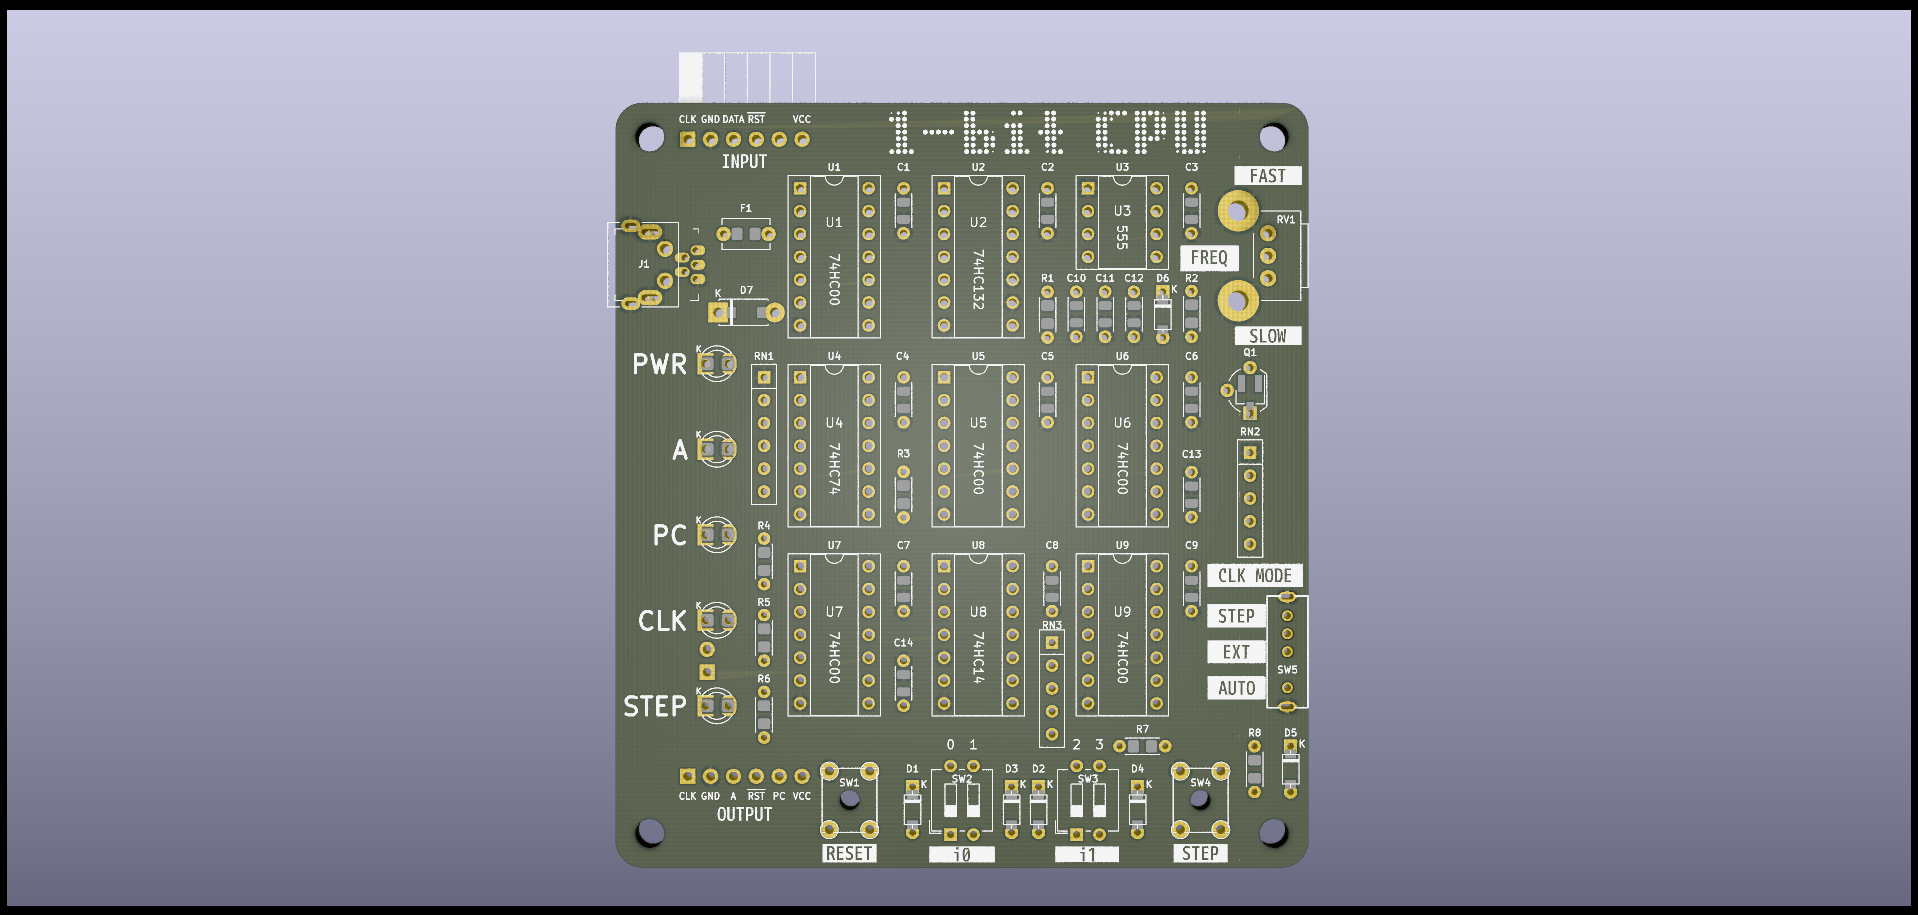 1-bit CPU
CLK GND DATA RST VCC
INPUT
U1 C1 U2 C2 U3 C3
FAST
F1
U1
74HC00
U2
74HC132
U3
555
RV1
FREQ
J1
K D7
R1 C10 C11 C12 D6 K R2
SLOW
Q1
PWR
K
RN1
U4 C4 U5 C5 U6 C6
A
K
U4
74HC74
R3
U5
74HC00
U6
74HC00
C13
RN2
PC
K
R4
U7 C7 U8 C8 U9 C9
CLK MODE
STEP
EXT
AUTO
SW5
CLK
K
R5
U7
74HC00
C14
U8
74HC14
RN3
U9
74HC00
STEP
K
R6
R7
R8 D5 K
0 1
2 3
CLK GND A RST PC VCC
OUTPUT
SW1
RESET
D1 K
SW2
i0
D3 D2 K
SW3
i1
D4 K
SW4
STEP